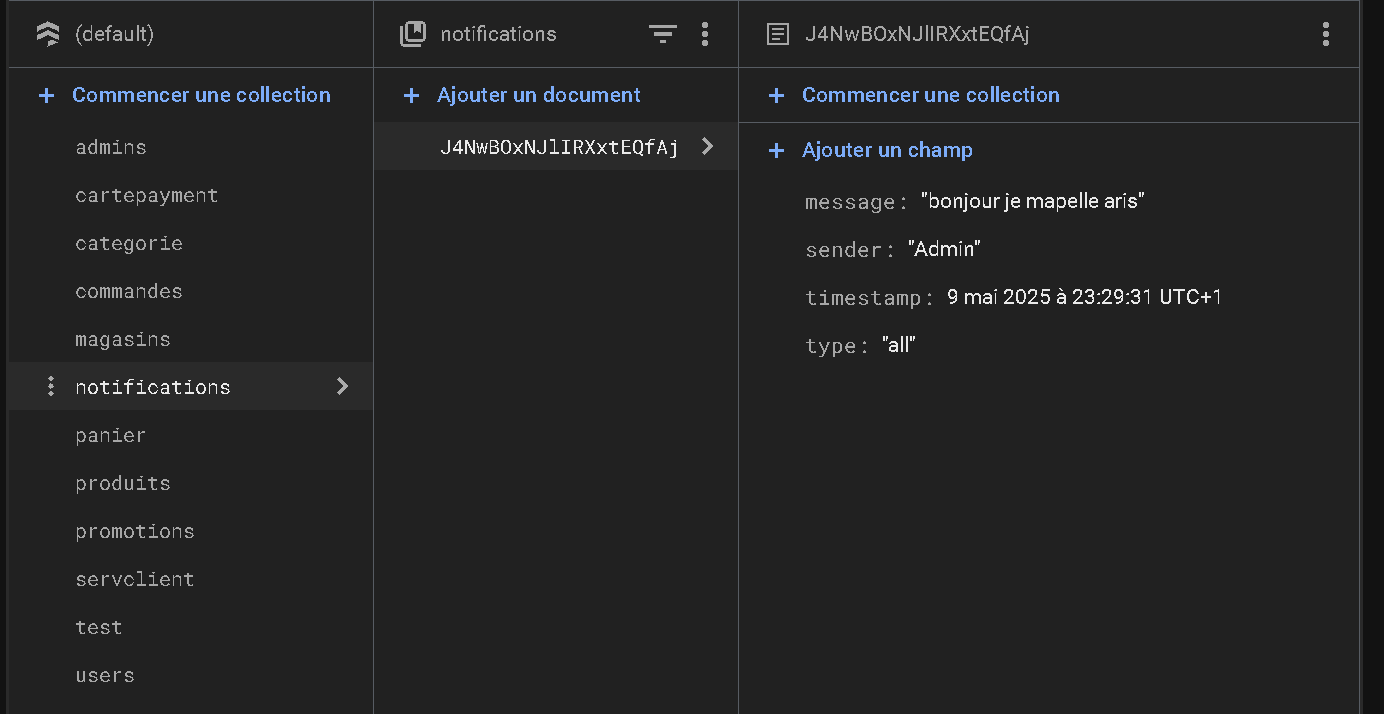 (default)
Commencer une collection
admins
cartepayment
categorie
commandes
magasins
notifications
panier
produits
promotions
servclient
test
users
notifications
Ajouter un document
J4NwBOxNJlIRXxtEQfAj
J4NwBOxNJlIRXxtEQfAj
Commencer une collection
Ajouter un champ
message: "bonjour je mapelle aris"
sender: "Admin"
timestamp: 9 mai 2025 à 23:29:31 UTC+1
type: "all"